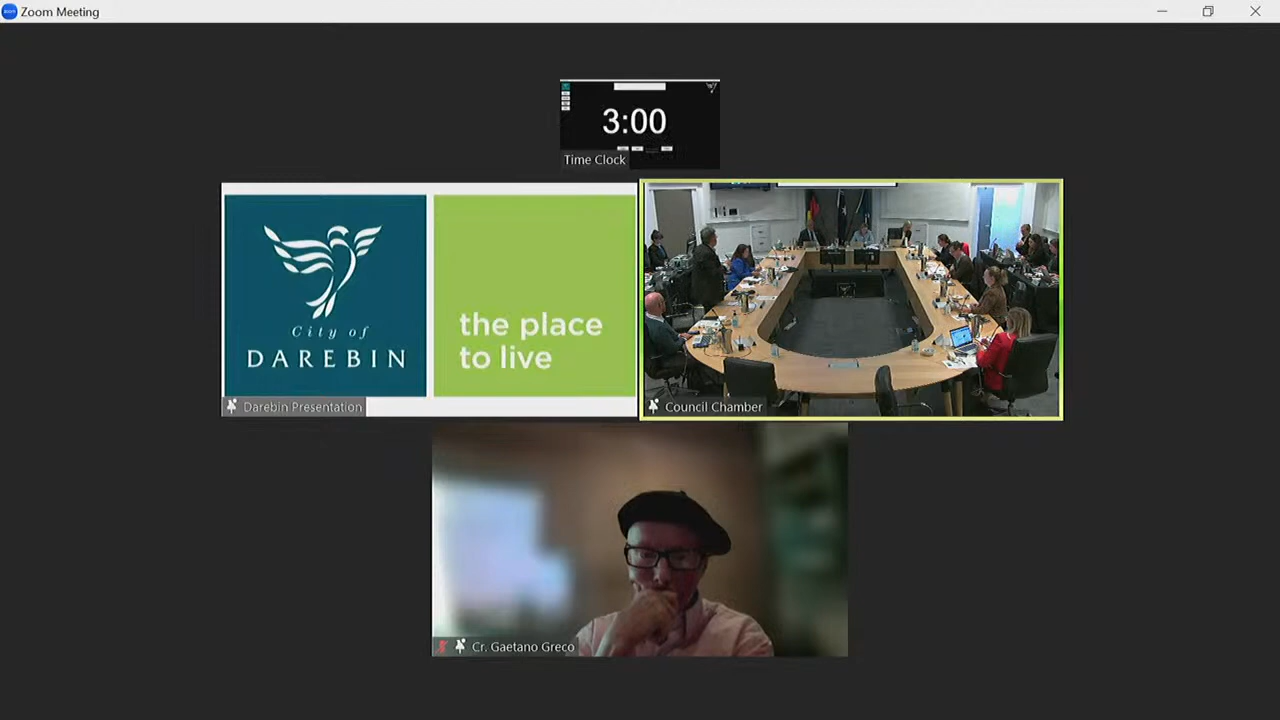 Zoom Meeting
3:00
Time Clock
City of
DAREBIN
the place
to live
Darebin Presentation
Council Chamber
Cr. Gaetano Greco